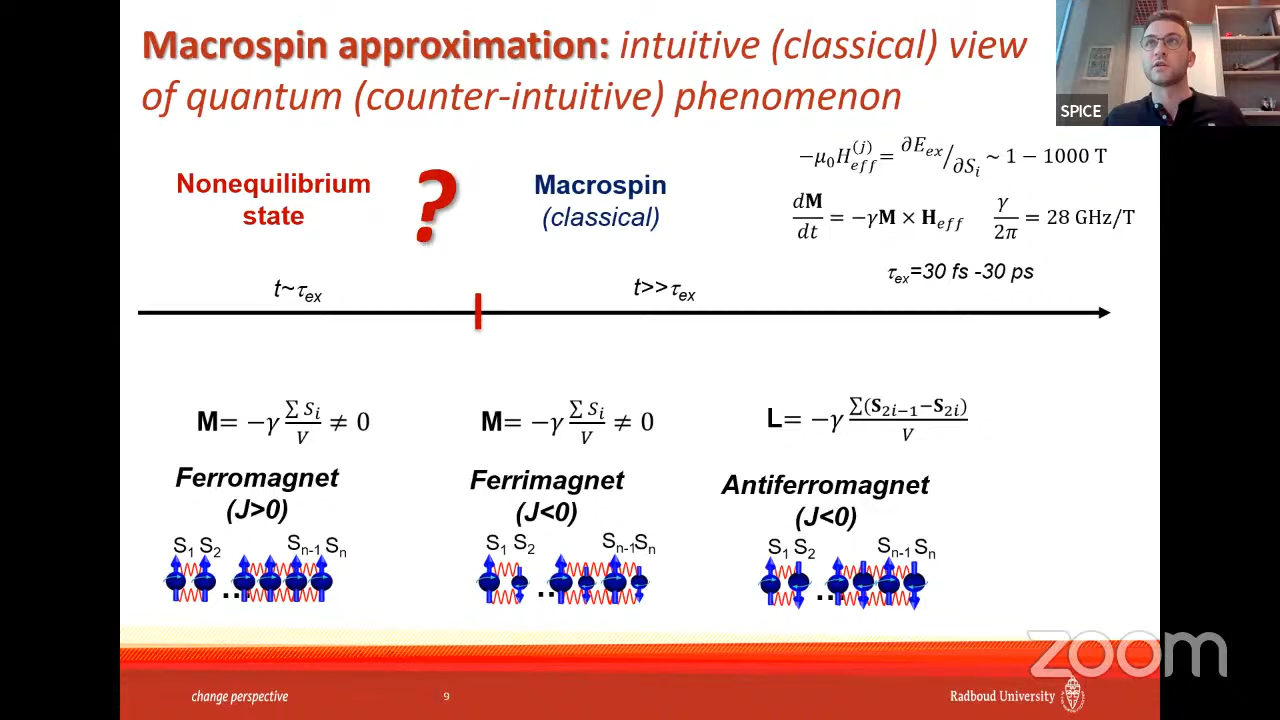 Macrospin approximation: intuitive (classical) view
of quantum (counter-intuitive) phenomenon
SPICE
−μ₀H_eff^(j) = ∂E_ex/∂S_i ~ 1 − 1000 T
Nonequilibrium
state
?
Macrospin
(classical)
d𝐌/dt = −γ𝐌 × 𝐇_eff γ/2π = 28 GHz/T
τ_ex=30 fs -30 ps
t~τ_ex
t>>τ_ex
M= −γ ∑ S_i / V ≠ 0
M= −γ ∑ S_i / V ≠ 0
L= −γ ∑(𝐒_2i−1−𝐒_2i) / V
Ferromagnet
(J>0)
Ferrimagnet
(J<0)
Antiferromagnet
(J<0)
S₁ S₂ S_n-1 S_n
...
S₁ S₂ S_n-1 S_n
...
S₁ S₂ S_n-1 S_n
...
zoom
change perspective
9
Radboud University